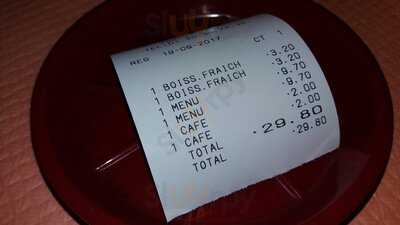 REG 19-09-2017 CT 1
1 BOISS.FRAICH ·3.20
1 BOISS.FRAICH ·3.20
1 MENU ·9.70
1 MENU ·9.70
1 CAFE ·2.00
1 CAFE ·2.00
TOTAL ·29.80
TOTAL ·29.80